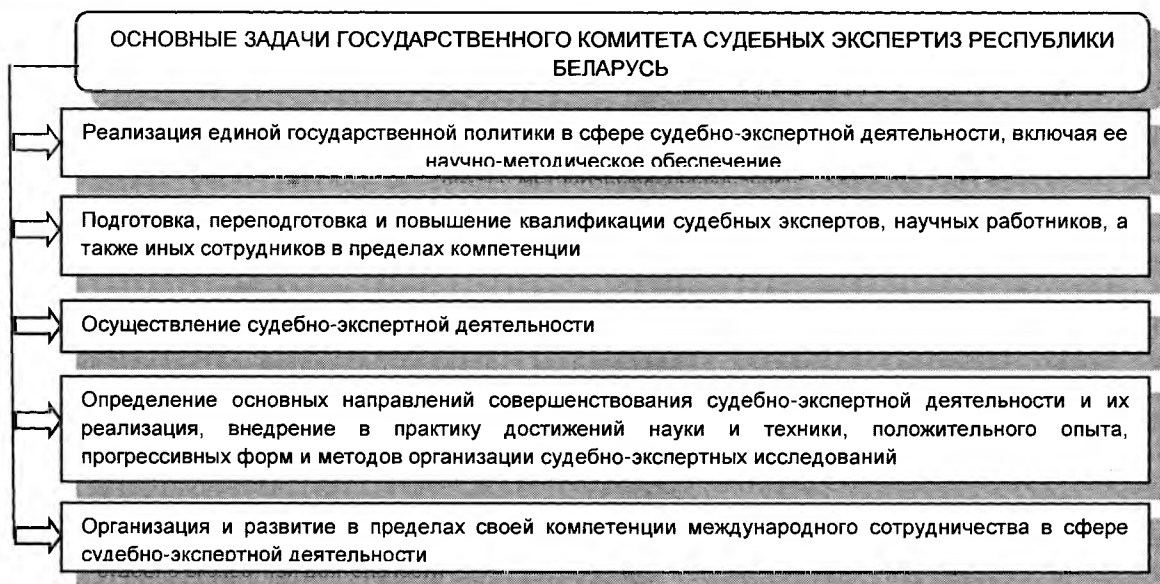 ОСНОВНЫЕ ЗАДАЧИ ГОСУДАРСТВЕННОГО КОМИТЕТА СУДЕБНЫХ ЭКСПЕРТИЗ РЕСПУБЛИКИ
БЕЛАРУСЬ
Реализация единой государственной политики в сфере судебно-экспертной деятельности, включая ее
научно-методическое обеспечение
Подготовка, переподготовка и повышение квалификации судебных экспертов, научных работников, а
также иных сотрудников в пределах компетенции
Осуществление судебно-экспертной деятельности
Определение основных направлений совершенствования судебно-экспертной деятельности и их
реализация, внедрение в практику достижений науки и техники, положительного опыта,
прогрессивных форм и методов организации судебно-экспертных исследований
Организация и развитие в пределах своей компетенции международного сотрудничества в сфере
судебно-экспертной деятельности